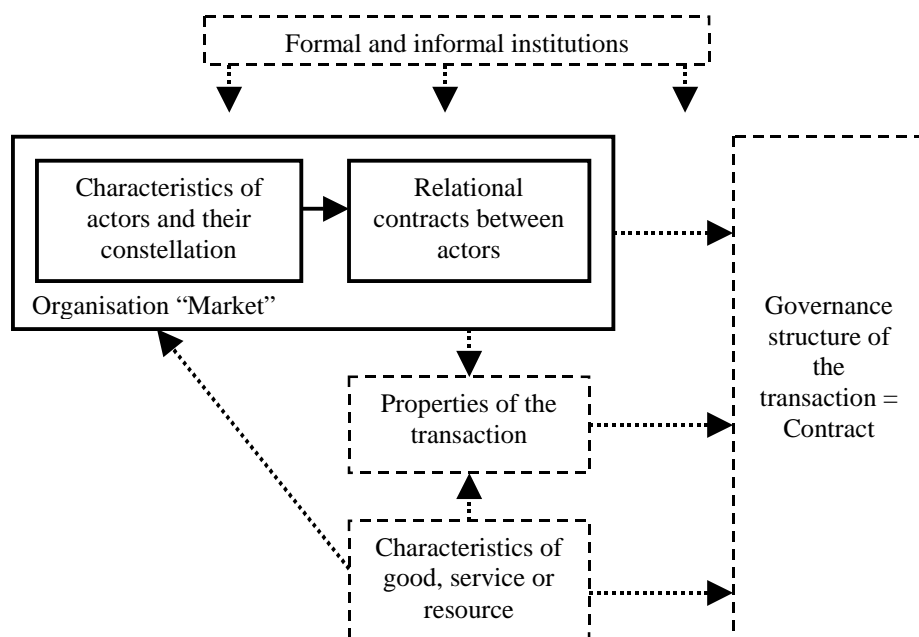 Formal and informal institutions
Characteristics of
actors and their
constellation
Relational
contracts between
actors
Organisation “Market”
Governance
structure of
the
transaction =
Contract
Properties of the
transaction
Characteristics of
good, service or
resource